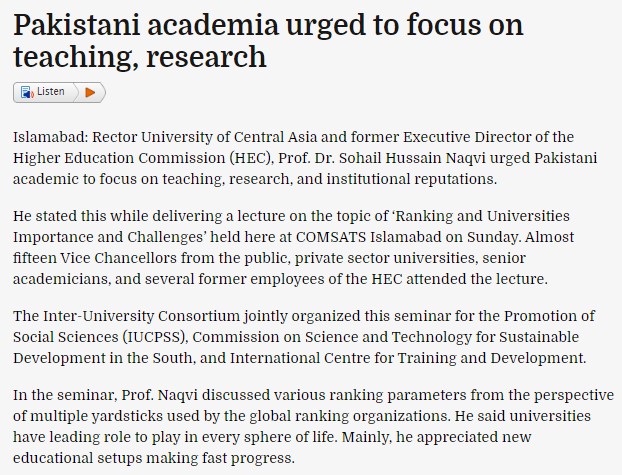 Pakistani academia urged to focus on
teaching, research
Listen
Islamabad: Rector University of Central Asia and former Executive Director of the
Higher Education Commission (HEC), Prof. Dr. Sohail Hussain Naqvi urged Pakistani
academic to focus on teaching, research, and institutional reputations.
He stated this while delivering a lecture on the topic of ‘Ranking and Universities
Importance and Challenges’ held here at COMSATS Islamabad on Sunday. Almost
fifteen Vice Chancellors from the public, private sector universities, senior
academicians, and several former employees of the HEC attended the lecture.
The Inter-University Consortium jointly organized this seminar for the Promotion of
Social Sciences (IUCPSS), Commission on Science and Technology for Sustainable
Development in the South, and International Centre for Training and Development.
In the seminar, Prof. Naqvi discussed various ranking parameters from the perspective
of multiple yardsticks used by the global ranking organizations. He said universities
have leading role to play in every sphere of life. Mainly, he appreciated new
educational setups making fast progress.